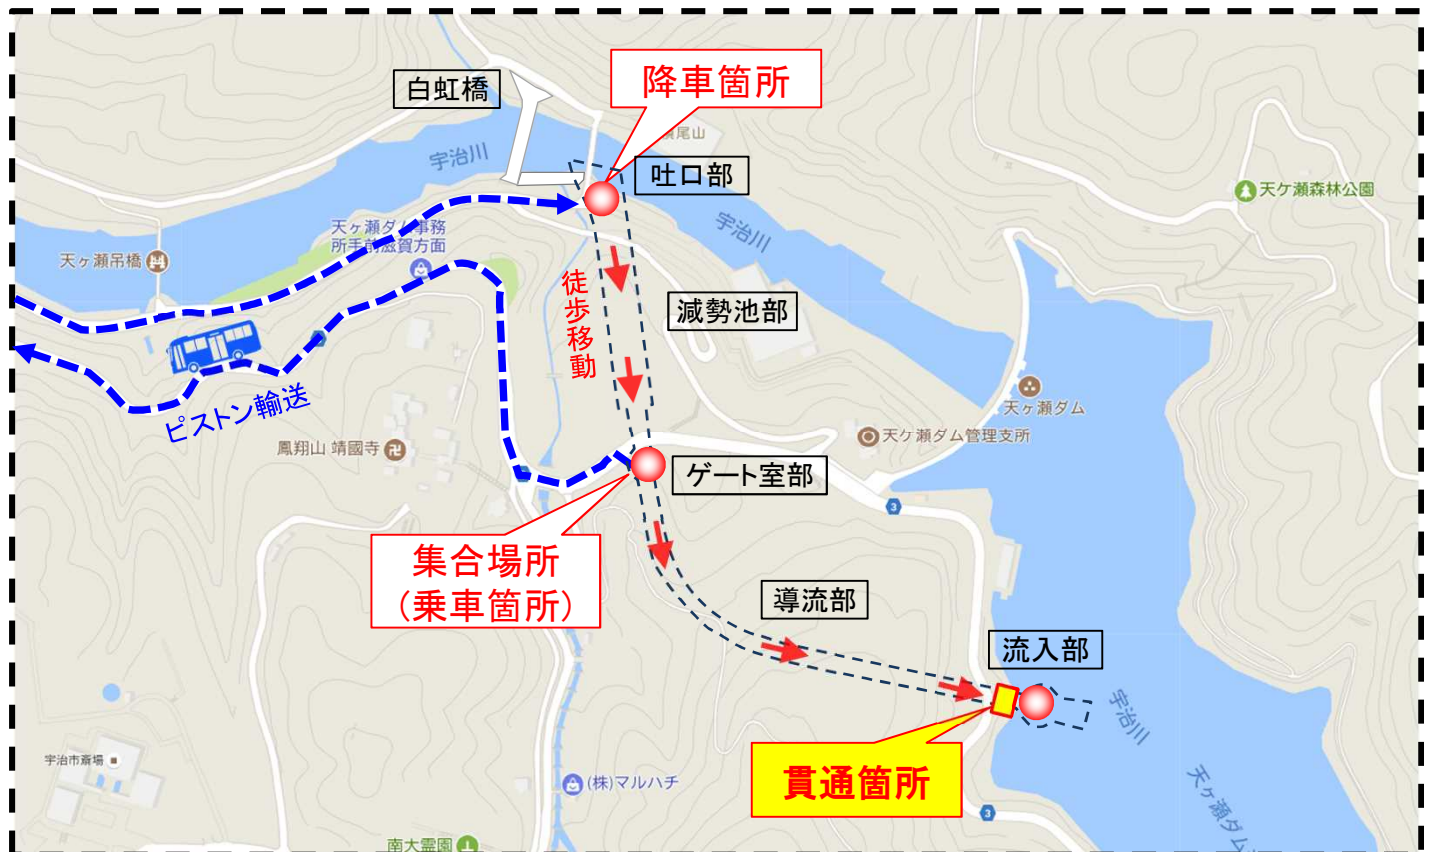 降車箇所
白虹橋
尾山
宇治川
吐口部
天ケ瀬森林公園
天ヶ瀬ダム事務
所手前滋賀方面
宇治川
天ヶ瀬吊橋
徒歩移動
減勢池部
ピストン輸送
天ヶ瀬ダム
鳳翔山 靖國寺
天ケ瀬ダム管理支所
ゲート室部
3
集合場所
(乗車箇所)
導流部
流入部
宇治川
宇治市斎場
貫通箇所
(株)マルハチ
天ヶ瀬ダム
3
南大霊園